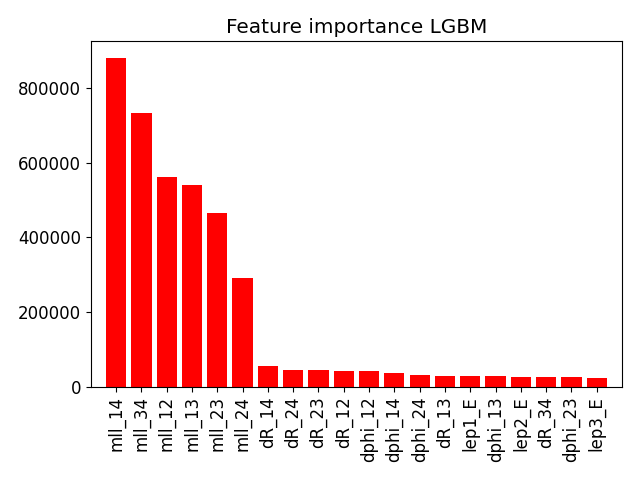 Feature importance LGBM
800000
600000
400000
200000
0
mll_14
mll_34
mll_12
mll_13
mll_23
mll_24
dR_14
dR_24
dR_23
dR_12
dphi_12
dphi_14
dphi_24
dR_13
lep1_E
dphi_13
lep2_E
dR_34
dphi_23
lep3_E